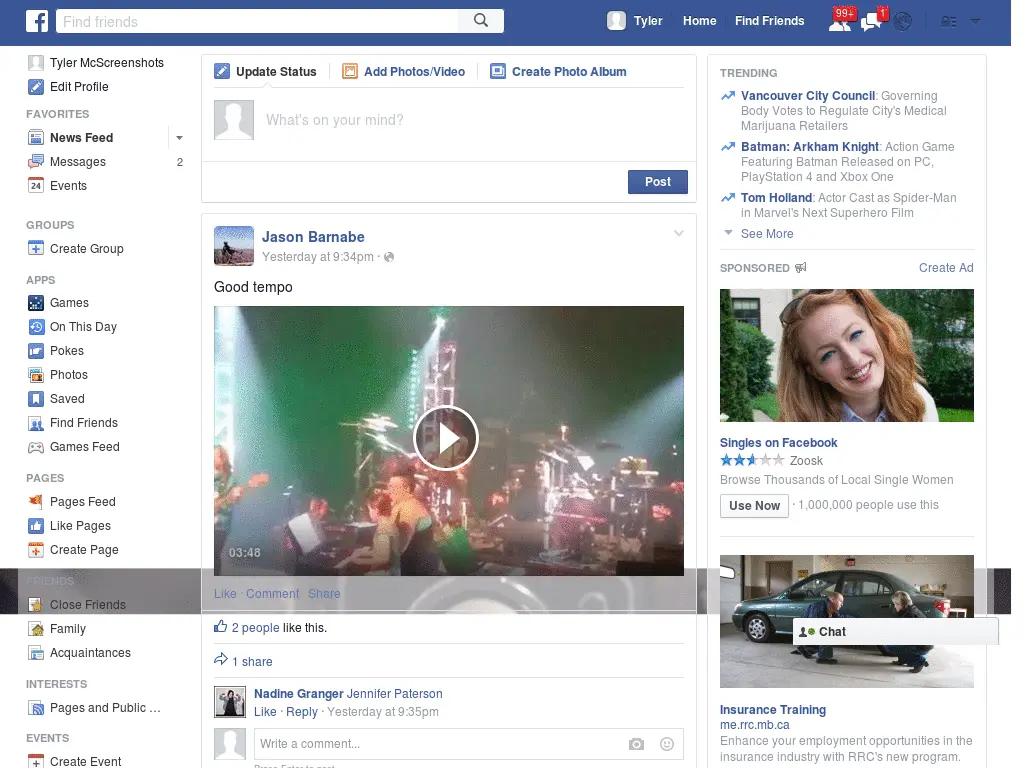 Find friends
Tyler
Home
Find Friends
99+
1
Tyler McScreenshots
Edit Profile
FAVORITES
News Feed
Messages
2
Events
24
GROUPS
Create Group
APPS
Games
On This Day
Pokes
Photos
Saved
Find Friends
Games Feed
PAGES
Pages Feed
Like Pages
Create Page
FRIENDS
Close Friends
Family
Acquaintances
INTERESTS
Pages and Public ...
EVENTS
Create Event
Update Status
Add Photos/Video
Create Photo Album
What's on your mind?
Post
Jason Barnabe
Yesterday at 9:34pm ·
Good tempo
03:48
Like · Comment Share
2 people like this.
1 share
Nadine Granger Jennifer Paterson
Like · Reply · Yesterday at 9:35pm
Write a comment...
Press Enter to post.
TRENDING
Vancouver City Council: Governing
Body Votes to Regulate City's Medical
Marijuana Retailers
Batman: Arkham Knight: Action Game
Featuring Batman Released on PC,
PlayStation 4 and Xbox One
Tom Holland: Actor Cast as Spider-Man
in Marvel's Next Superhero Film
See More
SPONSORED
Create Ad
Singles on Facebook
Zoosk
Browse Thousands of Local Single Women
Use Now · 1,000,000 people use this
Chat
Insurance Training
me.rrc.mb.ca
Enhance your employment opportunities in the
insurance industry with RRC's new program.